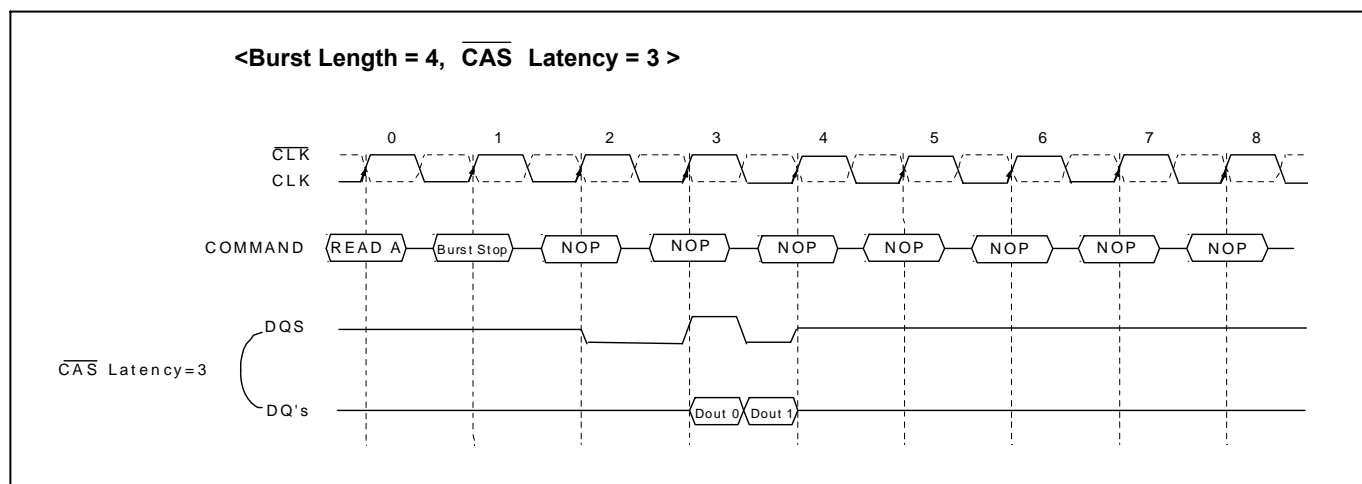 <Burst Length = 4, CAS Latency = 3 >
0 1 2 3 4 5 6 7 8
CLK
CLK
COMMAND READ A Burst Stop NOP NOP NOP NOP NOP NOP NOP
DQS
CAS Latency=3
DQ's Dout 0 Dout 1